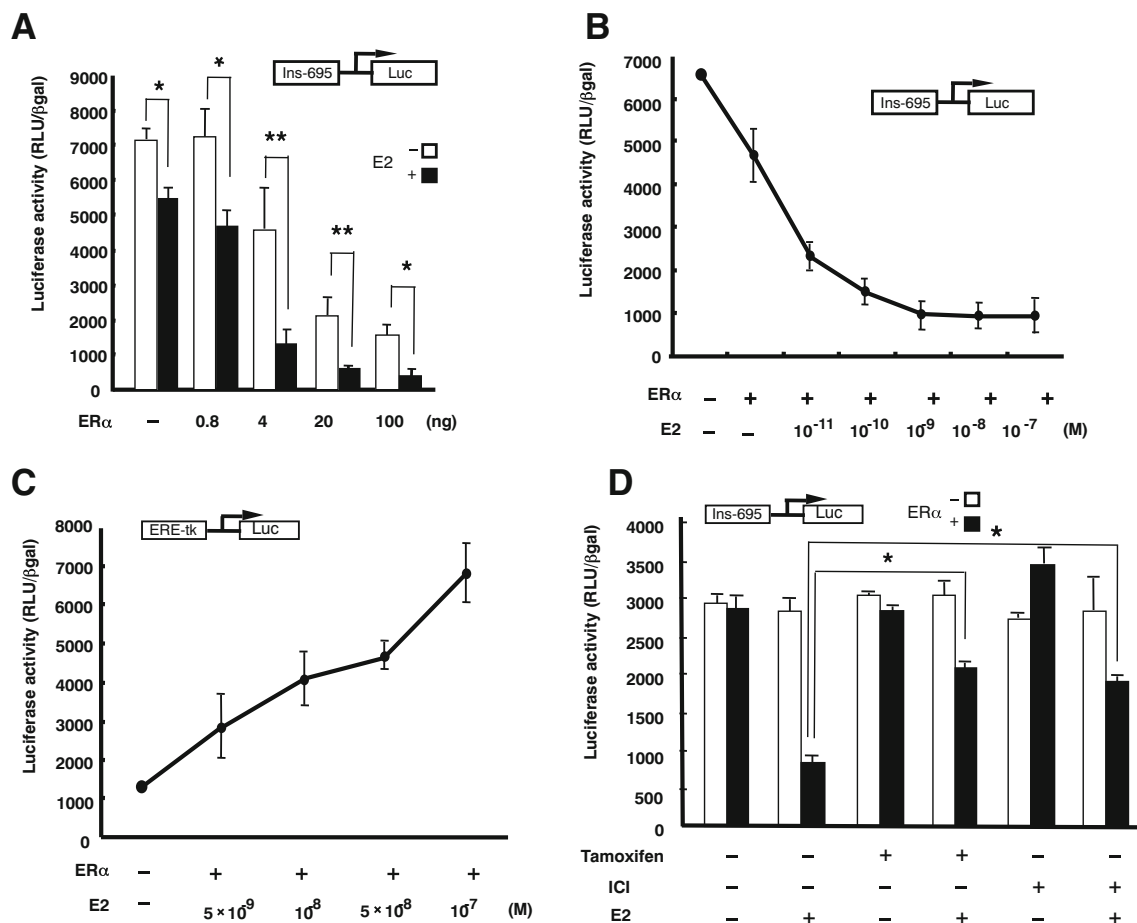 A
Luciferase activity (RLU/βgal)
9000
8000
7000
6000
5000
4000
3000
2000
1000
0
Ins-695 Luc
E2 − +
* * ** ** *
ERα − 0.8 4 20 100 (ng)
B
Luciferase activity (RLU/βgal)
7000
6000
5000
4000
3000
2000
1000
0
Ins-695 Luc
ERα − + + + + + +
E2 − − 10⁻¹¹ 10⁻¹⁰ 10⁻⁹ 10⁻⁸ 10⁻⁷ (M)
C
Luciferase activity (RLU/βgal)
8000
7000
6000
5000
4000
3000
2000
1000
0
ERE-tk Luc
ERα − + + + +
E2 − 5 × 10⁻⁹ 10⁻⁸ 5 × 10⁻⁸ 10⁻⁷ (M)
D
Luciferase activity (RLU/βgal)
4000
3500
3000
2500
2000
1500
1000
500
0
Ins-695 Luc
ERα − +
* *
Tamoxifen − − + + − −
ICI − − − − + +
E2 − + − + − +